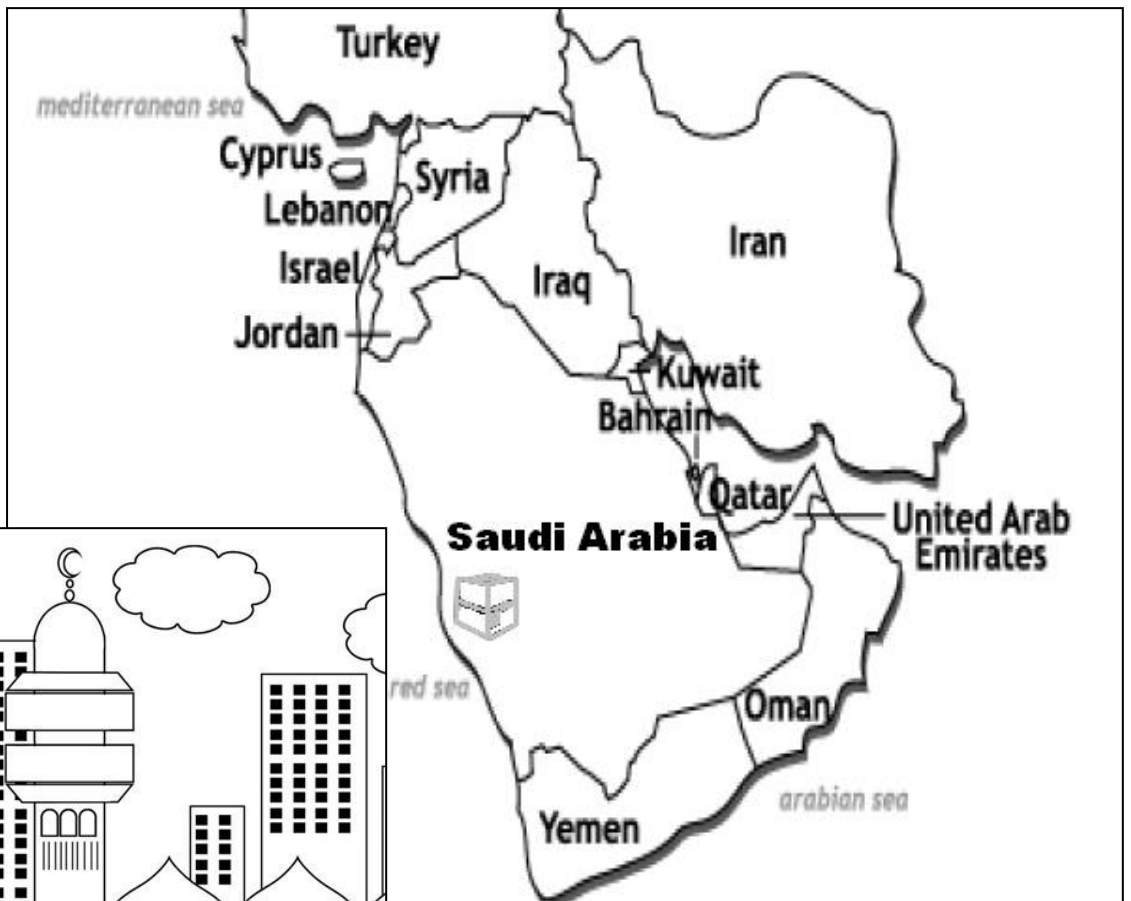 Turkey
mediterranean sea
Cyprus
Syria
Lebanon
Iran
Israel
Iraq
Jordan
Kuwait
Bahrain
Qatar
United Arab
Emirates
Saudi Arabia
red sea
Oman
arabian sea
Yemen